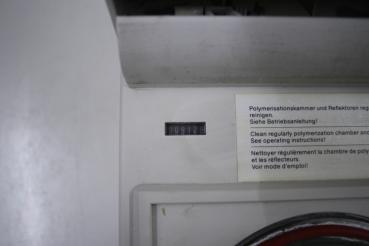 Polymerisationskammer und Reflektoren reg
reinigen.
Siehe Betriebsanleitung!
Clean regularly polymerization chamber and
See operating instructions!
Nettoyer régulièrement la chambre de poly
et les réflecteurs.
Voir mode d'emploi!